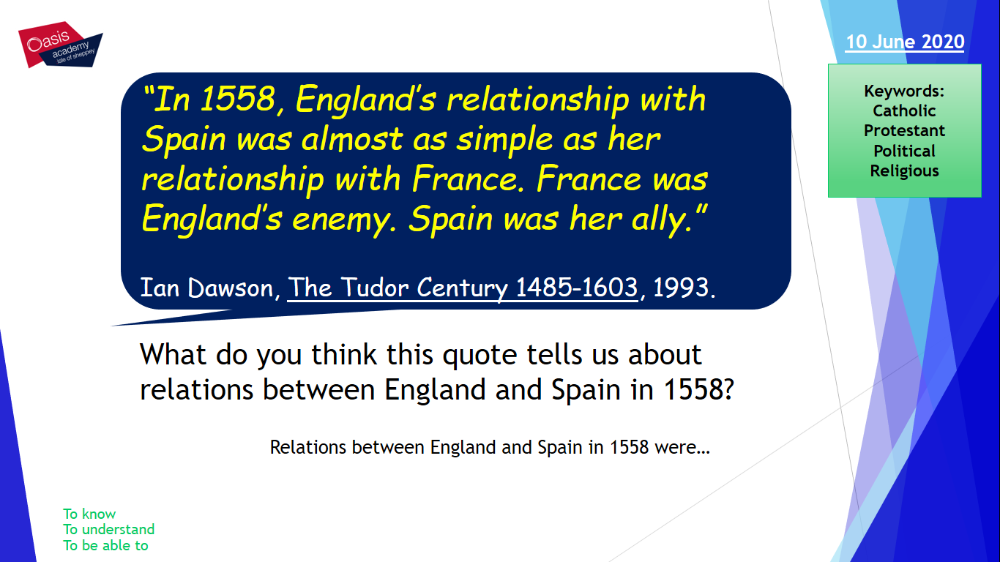 Oasis
academy
isle of sheppey
10 June 2020
"In 1558, England's relationship with
Spain was almost as simple as her
relationship with France. France was
England's enemy. Spain was her ally."
Ian Dawson, The Tudor Century 1485-1603, 1993.
Keywords:
Catholic
Protestant
Political
Religious
What do you think this quote tells us about
relations between England and Spain in 1558?
Relations between England and Spain in 1558 were…
To know
To understand
To be able to